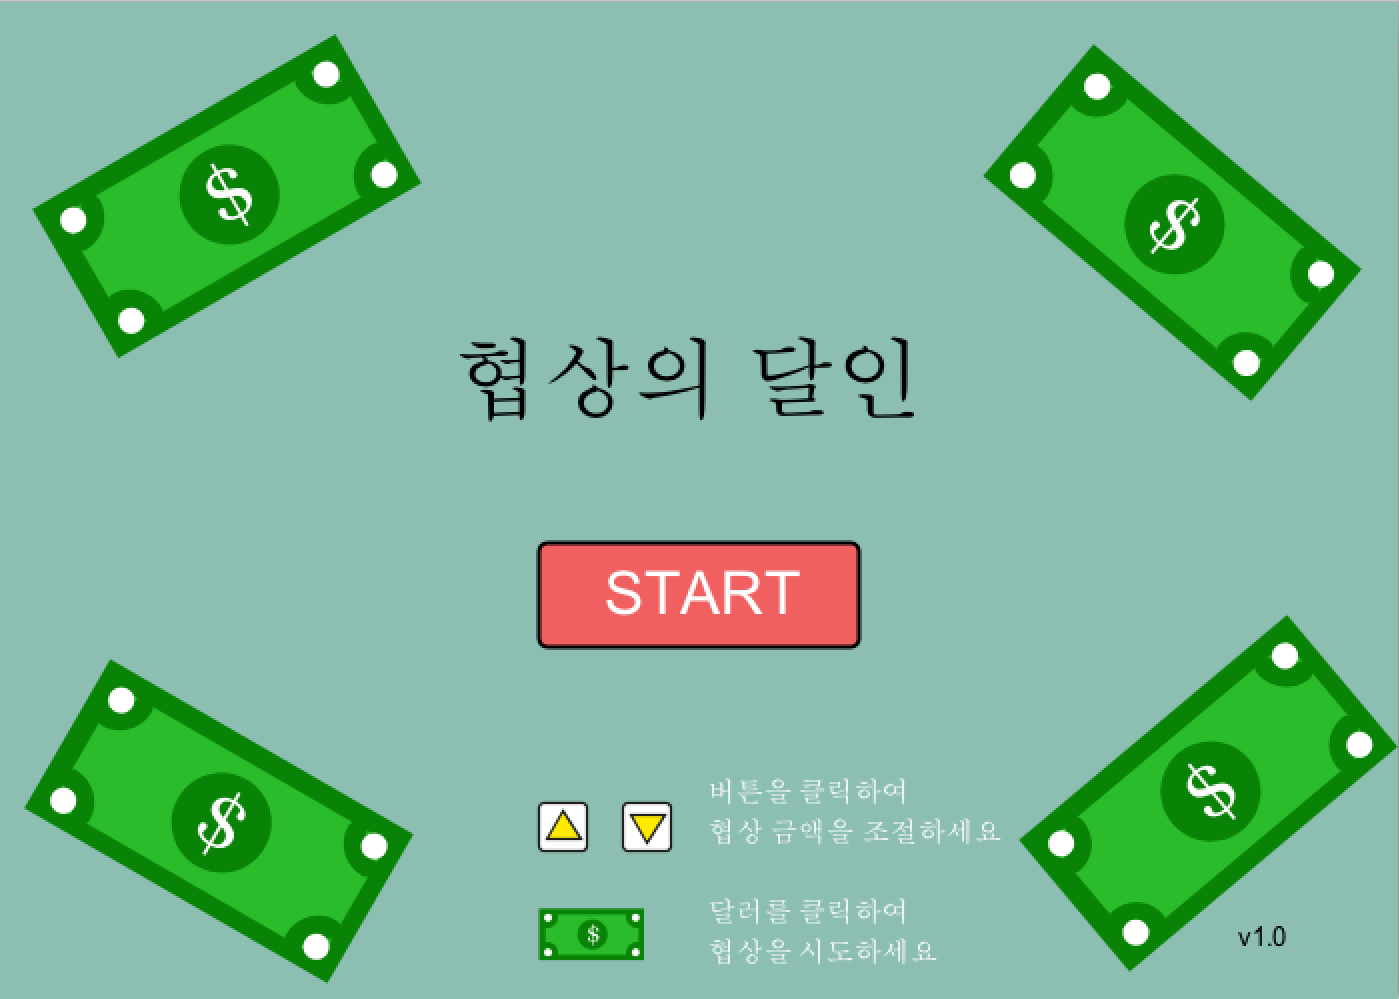 $
$
협상의 달인
START
버튼을 클릭하여
협상 금액을 조절하세요
$
$
달러를 클릭하여
협상을 시도하세요
$
v1.0